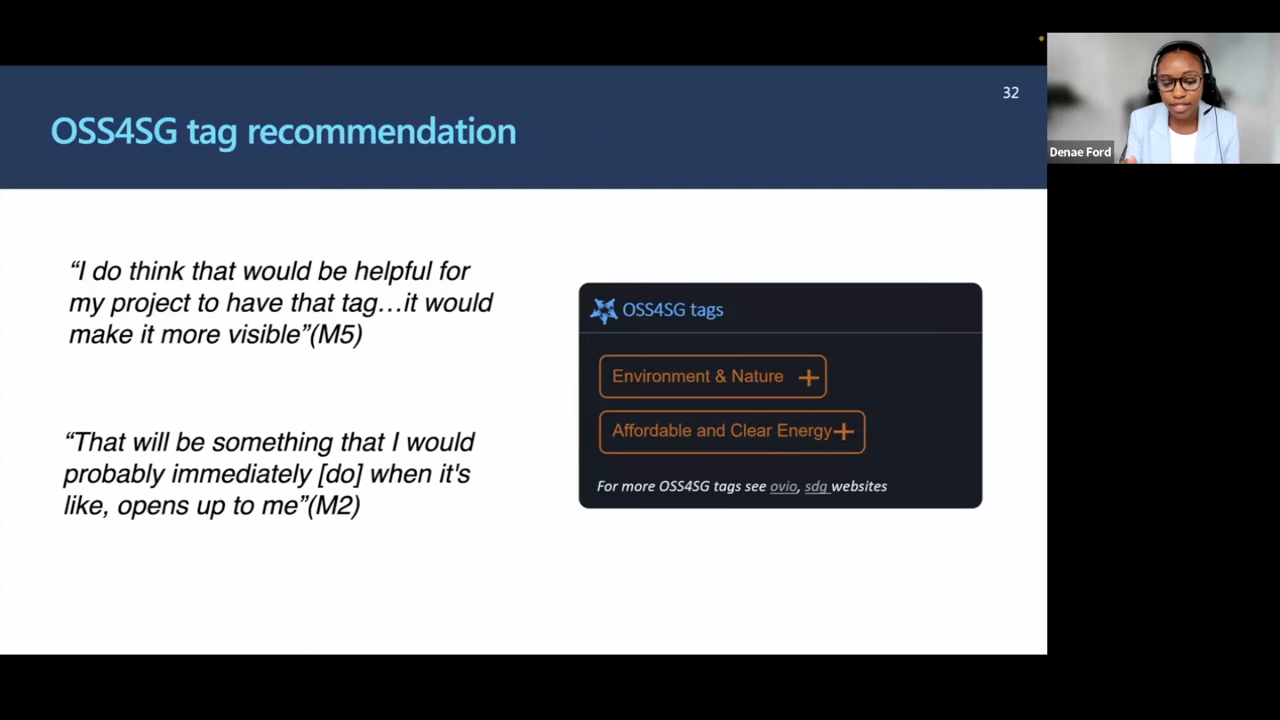 32
OSS4SG tag recommendation
Denae Ford
“I do think that would be helpful for
my project to have that tag…it would
make it more visible”(M5)
“That will be something that I would
probably immediately [do] when it's
like, opens up to me”(M2)
OSS4SG tags
Environment & Nature +
Affordable and Clear Energy+
For more OSS4SG tags see ovio, sdg websites